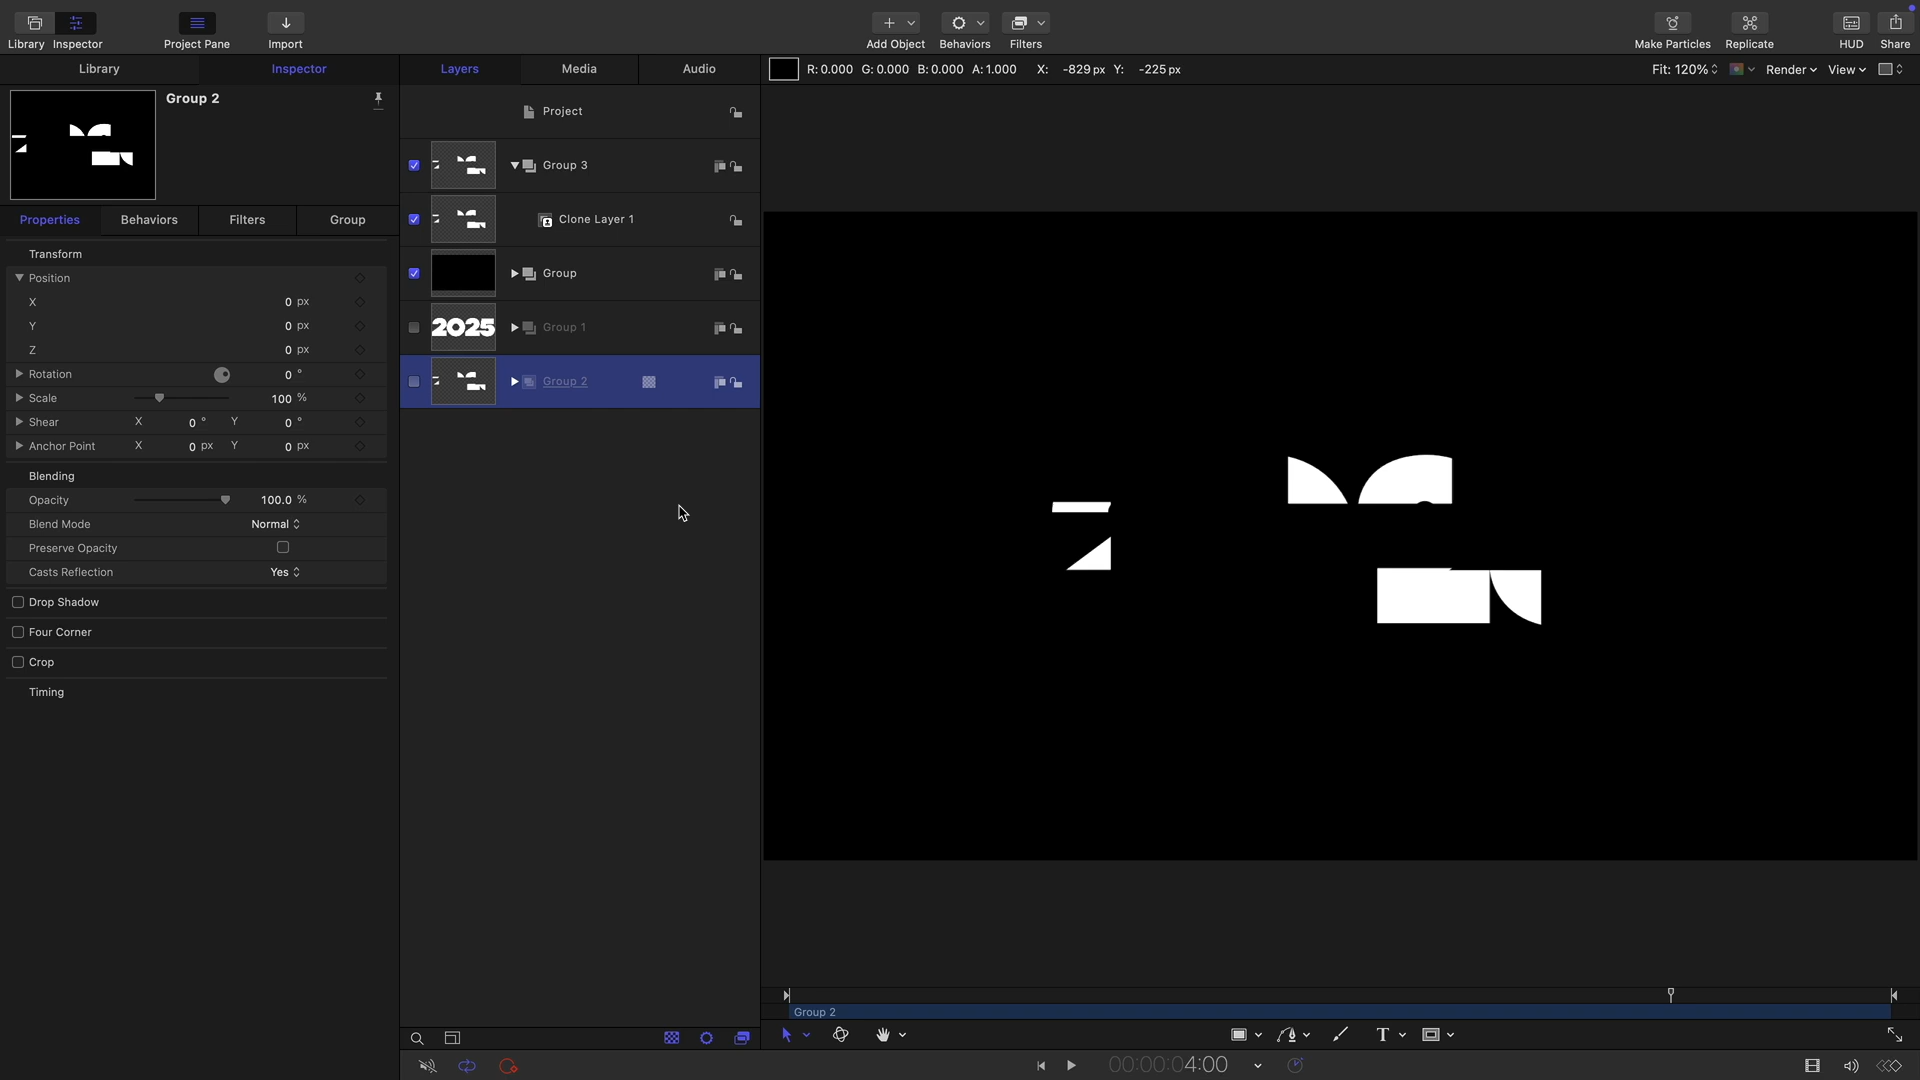 Library Inspector Project Pane Import Add Object Behaviors Filters Make Particles Replicate HUD Share
Library Inspector Layers Media Audio R: 0.000 G: 0.000 B: 0.000 A: 1.000 X: -829 px Y: -225 px Fit: 120% Render View
Group 2
Project
Group 3
Properties Behaviors Filters Group
Clone Layer 1
Transform
Position
Group
X 0 px
Y 0 px
2025
Group 1
Z 0 px
Rotation 0 °
Group 2
Scale 100 %
Shear X 0 ° Y 0 °
Anchor Point X 0 px Y 0 px
Blending
Opacity 100.0 %
Blend Mode Normal
Preserve Opacity
Casts Reflection Yes
Drop Shadow
Four Corner
Crop
Timing
Group 2
T
00:00:04:00